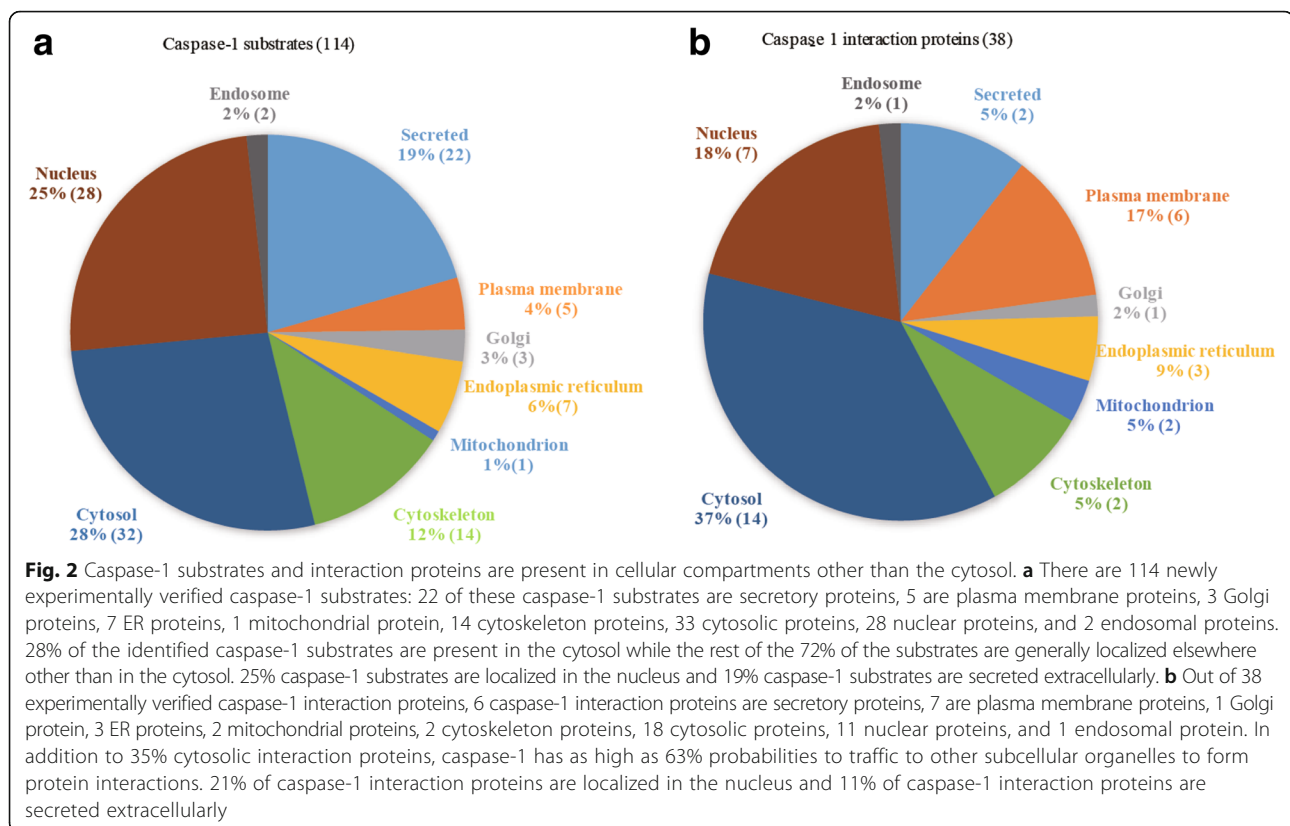 a
Caspase-1 substrates (114)
Endosome
2% (2)
Secreted
19% (22)
Nucleus
25% (28)
Plasma membrane
4% (5)
Golgi
3% (3)
Endoplasmic reticulum
6%(7)
Mitochondrion
1%(1)
Cytosol
28% (32)
Cytoskeleton
12% (14)
b
Caspase 1 interaction proteins (38)
Endosome
2% (1)
Secreted
5% (2)
Nucleus
18% (7)
Plasma membrane
17% (6)
Golgi
2% (1)
Endoplasmic reticulum
9% (3)
Mitochondrion
5% (2)
Cytosol
37% (14)
Cytoskeleton
5% (2)
Fig. 2 Caspase-1 substrates and interaction proteins are present in cellular compartments other than the cytosol. a There are 114 newly
experimentally verified caspase-1 substrates: 22 of these caspase-1 substrates are secretory proteins, 5 are plasma membrane proteins, 3 Golgi
proteins, 7 ER proteins, 1 mitochondrial protein, 14 cytoskeleton proteins, 33 cytosolic proteins, 28 nuclear proteins, and 2 endosomal proteins.
28% of the identified caspase-1 substrates are present in the cytosol while the rest of the 72% of the substrates are generally localized elsewhere
other than in the cytosol. 25% caspase-1 substrates are localized in the nucleus and 19% caspase-1 substrates are secreted extracellularly. b Out of 38
experimentally verified caspase-1 interaction proteins, 6 caspase-1 interaction proteins are secretory proteins, 7 are plasma membrane proteins, 1 Golgi
protein, 3 ER proteins, 2 mitochondrial proteins, 2 cytoskeleton proteins, 18 cytosolic proteins, 11 nuclear proteins, and 1 endosomal protein. In
addition to 35% cytosolic interaction proteins, caspase-1 has as high as 63% probabilities to traffic to other subcellular organelles to form
protein interactions. 21% of caspase-1 interaction proteins are localized in the nucleus and 11% of caspase-1 interaction proteins are
secreted extracellularly